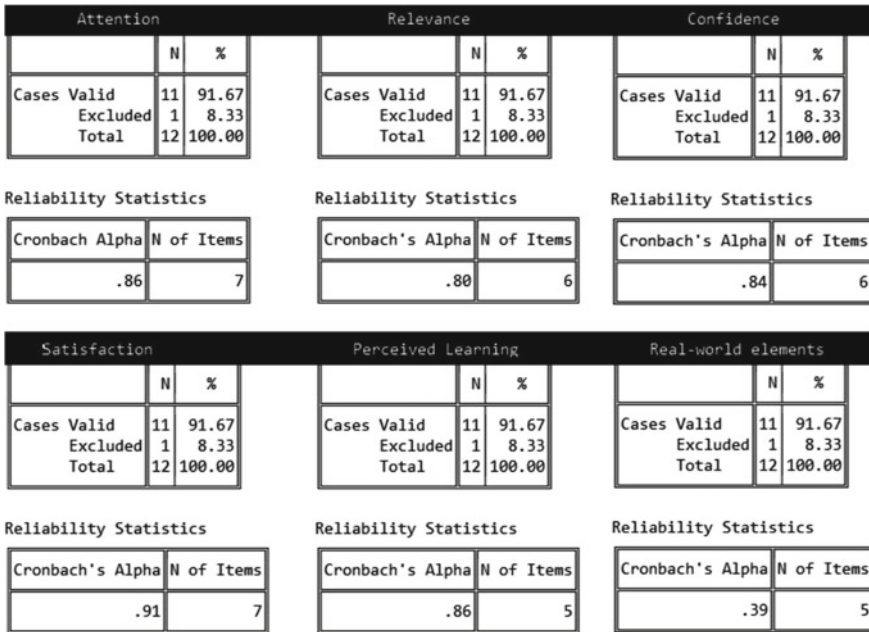 Attention Relevance Confidence
N % N % N %
Cases Valid 11 91.67 Cases Valid 11 91.67 Cases Valid 11 91.67
Excluded 1 8.33 Excluded 1 8.33 Excluded 1 8.33
Total 12 100.00 Total 12 100.00 Total 12 100.00
Reliability Statistics Reliability Statistics Reliability Statistics
Cronbach Alpha N of Items Cronbach's Alpha N of Items Cronbach's Alpha N of Items
.86 7 .80 6 .84 6
Satisfaction Perceived Learning Real-world elements
N % N % N %
Cases Valid 11 91.67 Cases Valid 11 91.67 Cases Valid 11 91.67
Excluded 1 8.33 Excluded 1 8.33 Excluded 1 8.33
Total 12 100.00 Total 12 100.00 Total 12 100.00
Reliability Statistics Reliability Statistics Reliability Statistics
Cronbach's Alpha N of Items Cronbach's Alpha N of Items Cronbach's Alpha N of Items
.91 7 .86 5 .39 5